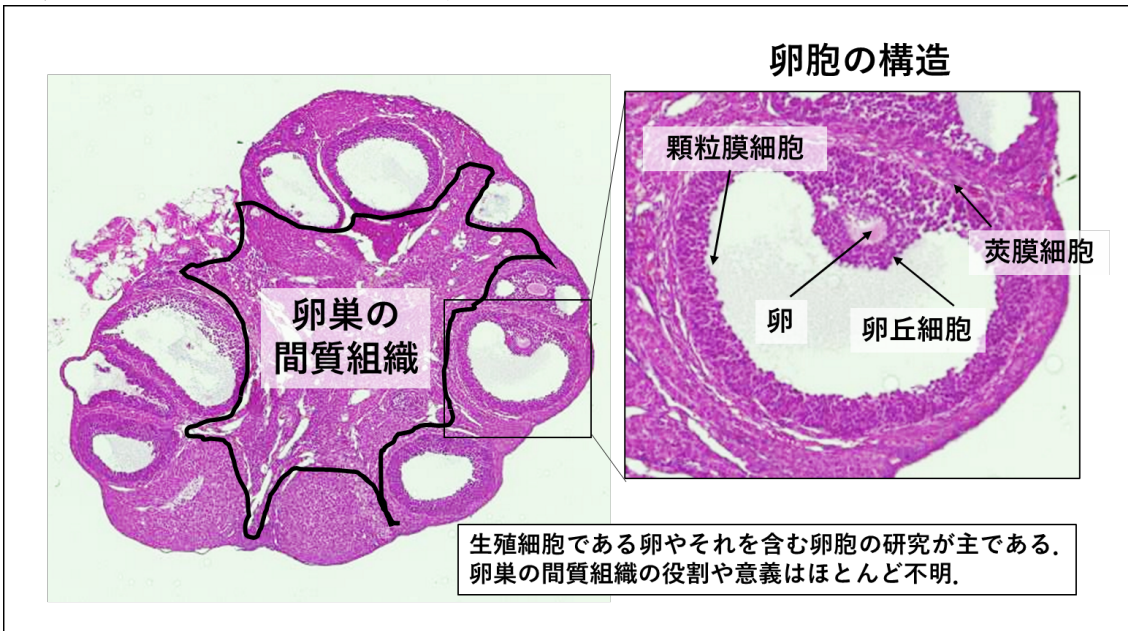 卵胞の構造
顆粒膜細胞
莢膜細胞
卵
卵丘細胞
卵巣の
間質組織
生殖細胞である卵やそれを含む卵胞の研究が主である.
卵巣の間質組織の役割や意義はほとんど不明.